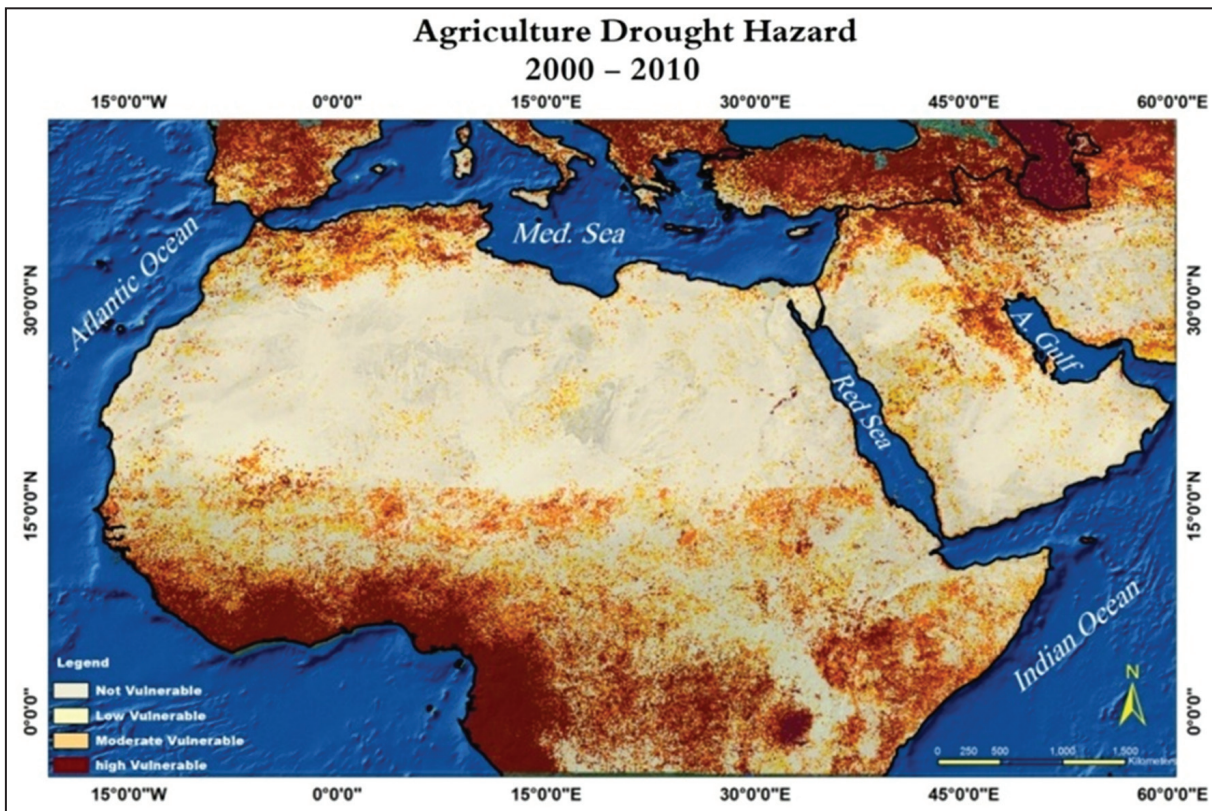 Agriculture Drought Hazard
2000 – 2010
15°0'0"W 0°0'0" 15°0'0"E 30°0'0"E 45°0'0"E 60°0'0"E
Atlantic Ocean
Med. Sea
30°0'0"N
30°0'0"N
A. Gulf
Red Sea
15°0'0"N
15°0'0"N
Indian Ocean
Legend
Not Vulnerable
Low Vulnerable
Moderate Vulnerable
high Vulnerable
0°0'0"
0°0'0"
N
0 250 500 1,000 1,500
Kilometers
15°0'0"W 0°0'0" 15°0'0"E 30°0'0"E 45°0'0"E 60°0'0"E